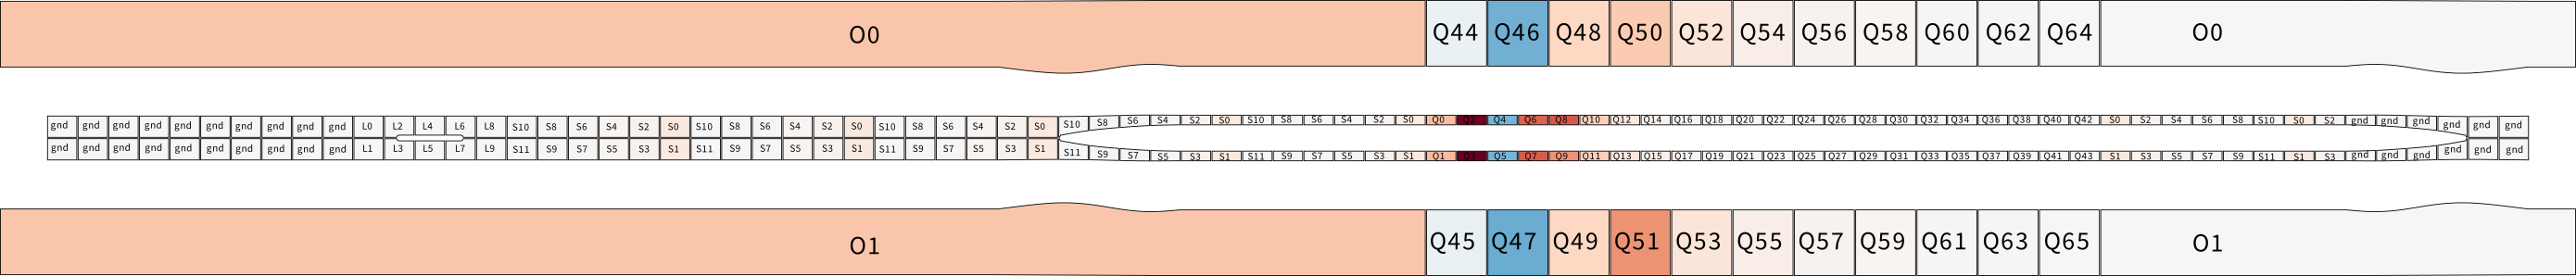 O0 Q44 Q46 Q48 Q50 Q52 Q54 Q56 Q58 Q60 Q62 Q64 O0
gnd gnd gnd gnd gnd gnd gnd gnd gnd gnd L0 L2 L4 L6 L8 S10 S8 S6 S4 S2 S0 S10 S8 S6 S4 S2 S0 S10 S8 S6 S4 S2 S0 S10 S8 S6 S4 S2 S0 S10 S8 S6 S4 S2 S0 Q0 Q2 Q4 Q6 Q8 Q10 Q12 Q14 Q16 Q18 Q20 Q22 Q24 Q26 Q28 Q30 Q32 Q34 Q36 Q38 Q40 Q42 S0 S2 S4 S6 S8 S10 S0 S2 gnd gnd gnd gnd gnd gnd
gnd gnd gnd gnd gnd gnd gnd gnd gnd gnd L1 L3 L5 L7 L9 S11 S9 S7 S5 S3 S1 S11 S9 S7 S5 S3 S1 S11 S9 S7 S5 S3 S1 S11 S9 S7 S5 S3 S1 S11 S9 S7 S5 S3 S1 Q1 Q3 Q5 Q7 Q9 Q11 Q13 Q15 Q17 Q19 Q21 Q23 Q25 Q27 Q29 Q31 Q33 Q35 Q37 Q39 Q41 Q43 S1 S3 S5 S7 S9 S11 S1 S3 gnd gnd gnd gnd gnd gnd
O1 Q45 Q47 Q49 Q51 Q53 Q55 Q57 Q59 Q61 Q63 Q65 O1